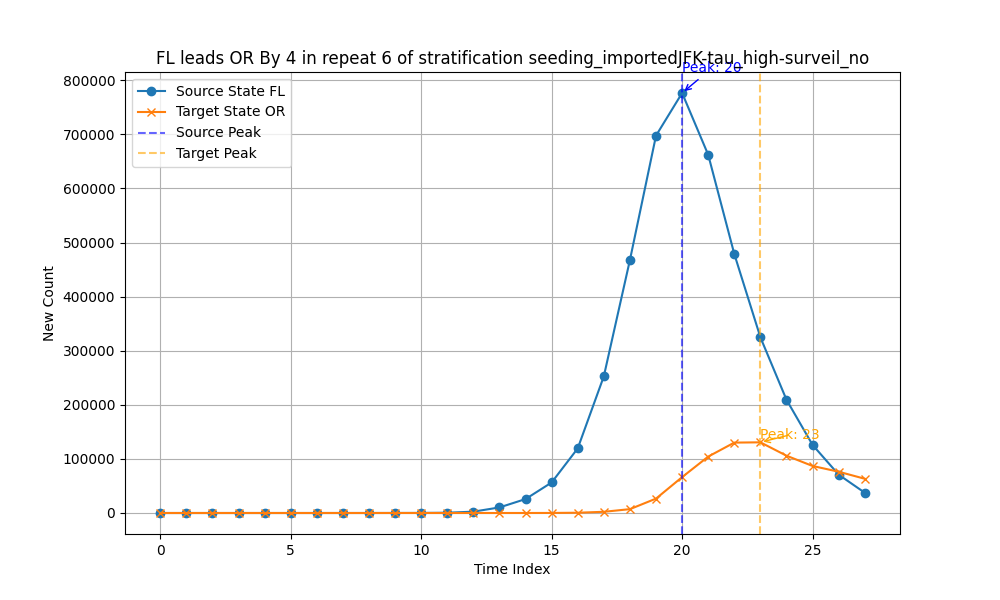 FL leads OR By 4 in repeat 6 of stratification seeding_importedJFK-tau_high-surveil_no
Peak: 20
Source State FL
Target State OR
Source Peak
Target Peak
Peak: 23
800000
700000
600000
500000
400000
300000
200000
100000
0
New Count
0 5 10 15 20 25
Time Index